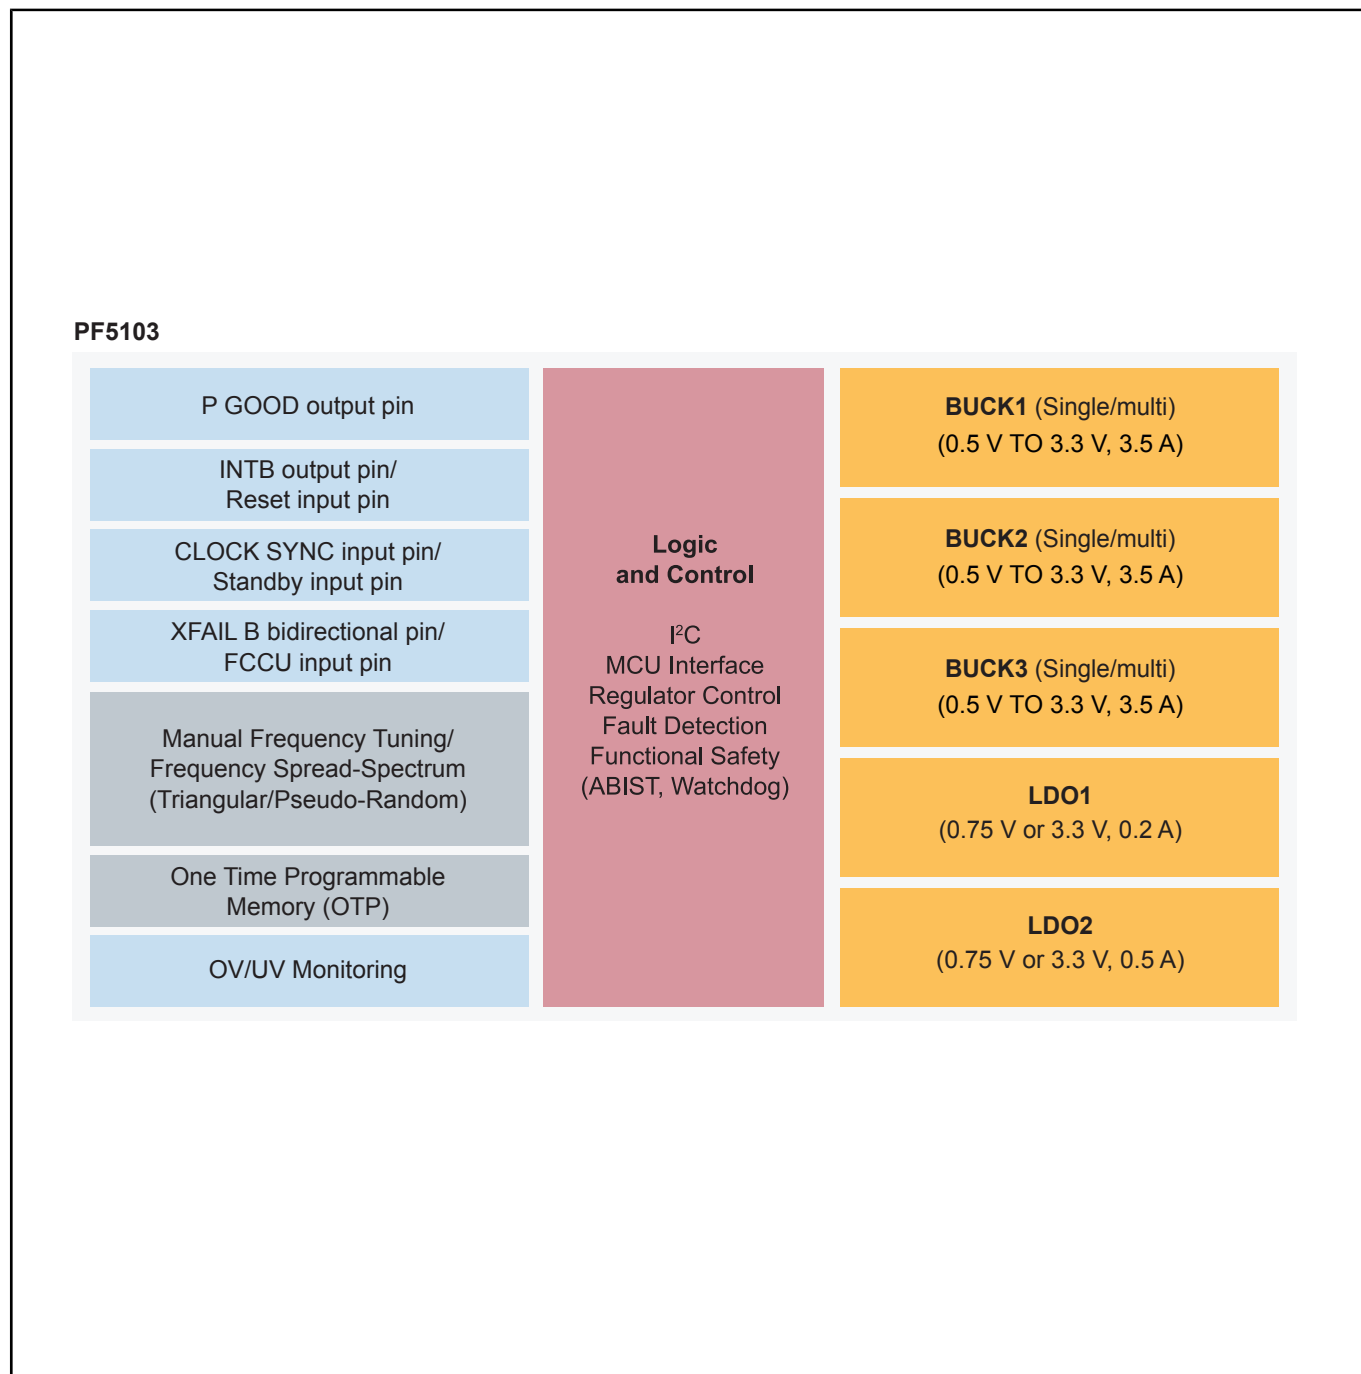 PF5103
P GOOD output pin
INTB output pin/
Reset input pin
CLOCK SYNC input pin/
Standby input pin
XFAIL B bidirectional pin/
FCCU input pin
Manual Frequency Tuning/
Frequency Spread-Spectrum
(Triangular/Pseudo-Random)
One Time Programmable
Memory (OTP)
OV/UV Monitoring
Logic
and Control
I²C
MCU Interface
Regulator Control
Fault Detection
Functional Safety
(ABIST, Watchdog)
BUCK1 (Single/multi)
(0.5 V TO 3.3 V, 3.5 A)
BUCK2 (Single/multi)
(0.5 V TO 3.3 V, 3.5 A)
BUCK3 (Single/multi)
(0.5 V TO 3.3 V, 3.5 A)
LDO1
(0.75 V or 3.3 V, 0.2 A)
LDO2
(0.75 V or 3.3 V, 0.5 A)